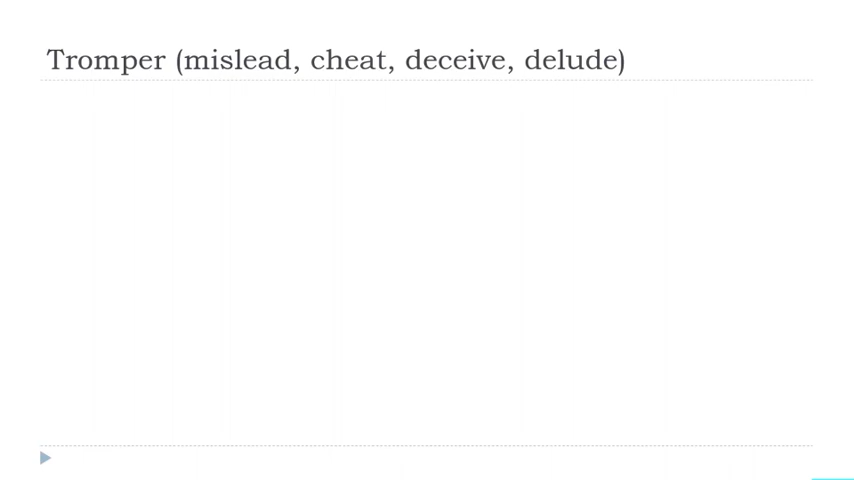 Tromper (mislead, cheat, deceive, delude)